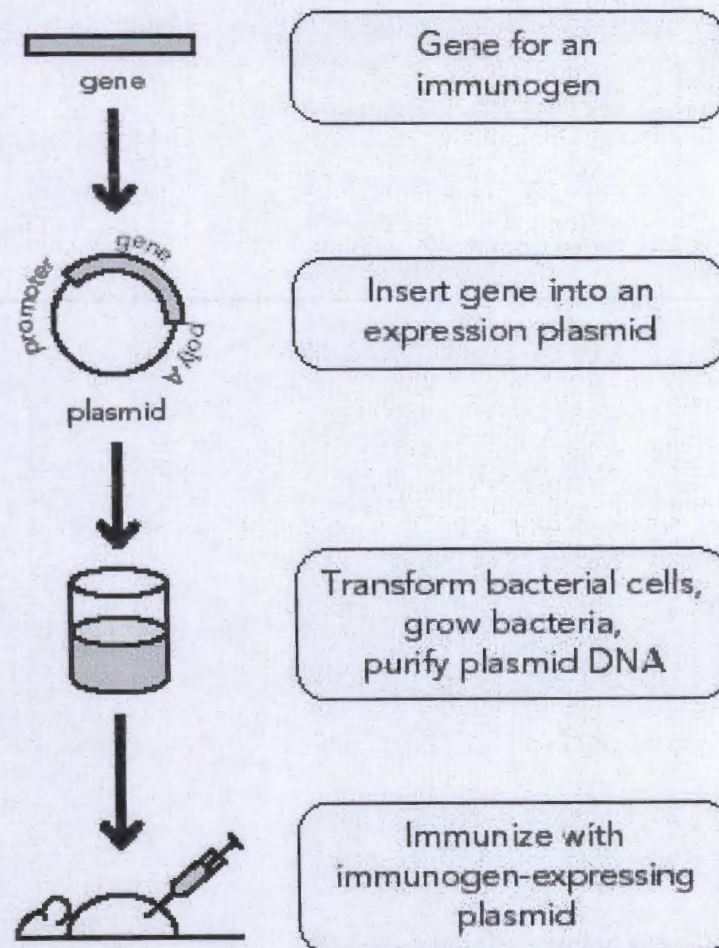 gene
Gene for an
immunogen
promoter
gene
poly A
plasmid
Insert gene into an
expression plasmid
Transform bacterial cells,
grow bacteria,
purify plasmid DNA
Immunize with
immunogen-expressing
plasmid